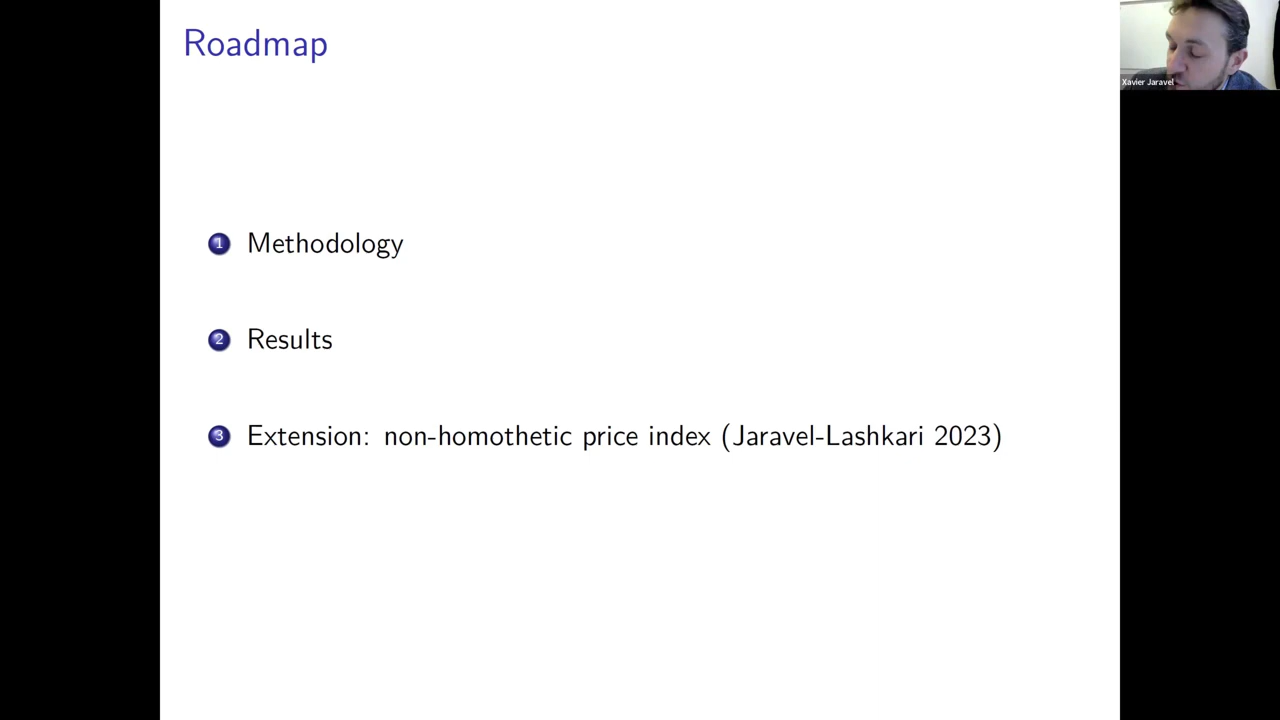 Roadmap
Xavier Jaravel
1 Methodology
2 Results
3 Extension: non-homothetic price index (Jaravel-Lashkari 2023)